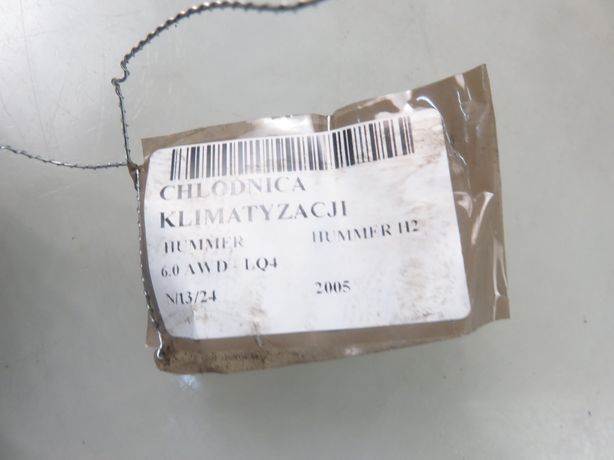 CHLODNICA
KLIMATYZACJI
HUMMER HUMMER H2
6.0 AWD - LQ4
N/13/24 2005